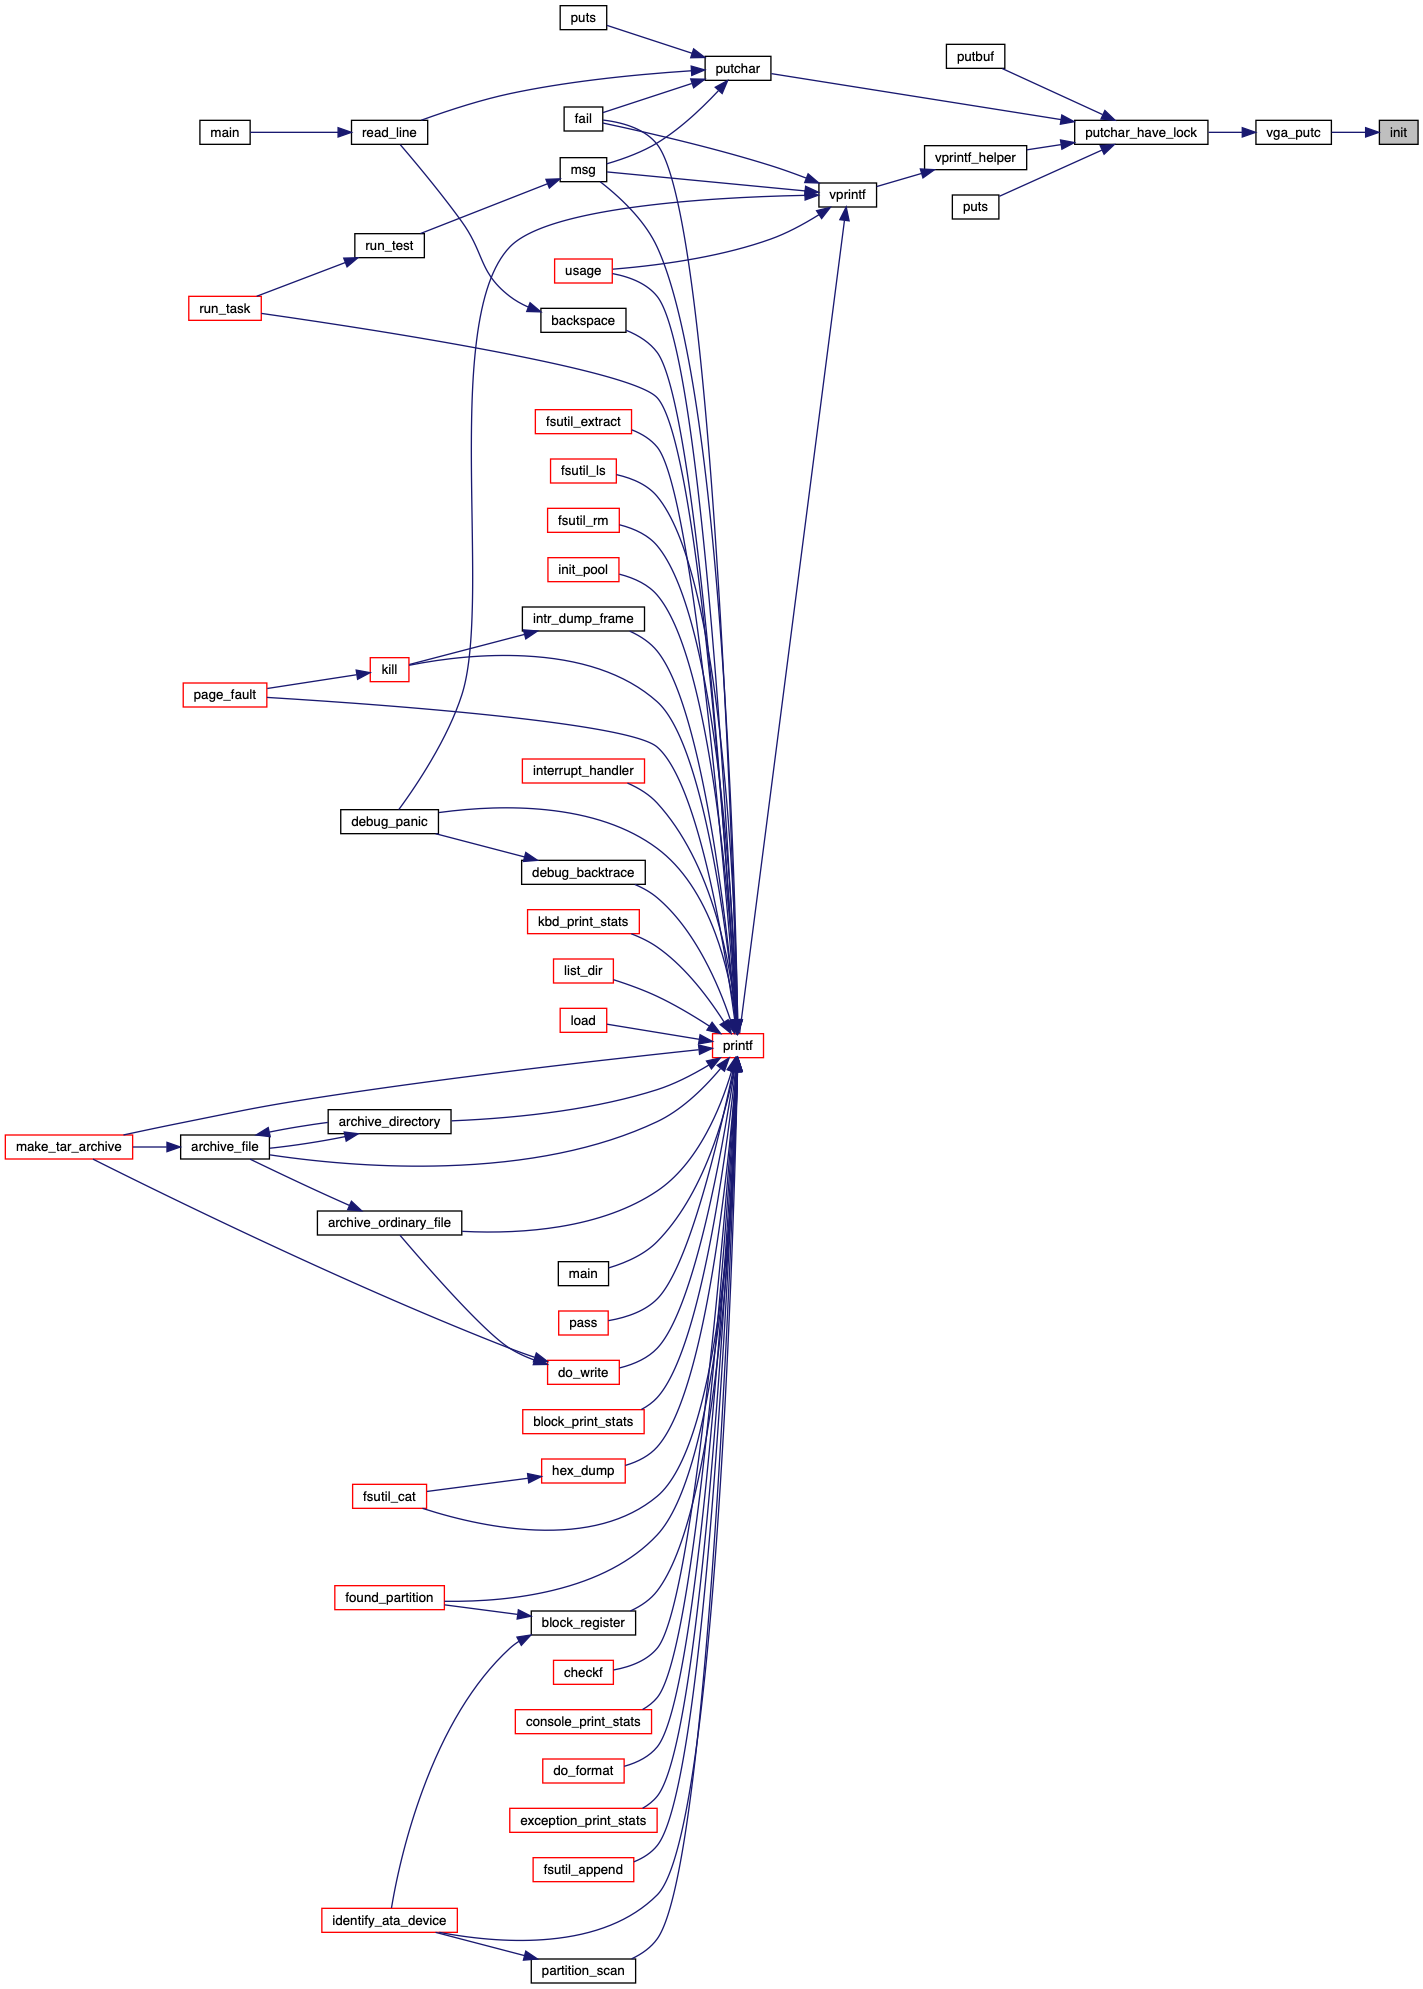 puts
putbuf
putchar
fail
main
read_line
putchar_have_lock
vga_putc
init
vprintf_helper
msg
vprintf
puts
run_test
usage
run_task
backspace
fsutil_extract
fsutil_ls
fsutil_rm
init_pool
intr_dump_frame
kill
page_fault
interrupt_handler
debug_panic
debug_backtrace
kbd_print_stats
list_dir
load
printf
archive_directory
make_tar_archive
archive_file
archive_ordinary_file
main
pass
do_write
block_print_stats
hex_dump
fsutil_cat
found_partition
block_register
checkf
console_print_stats
do_format
exception_print_stats
fsutil_append
identify_ata_device
partition_scan